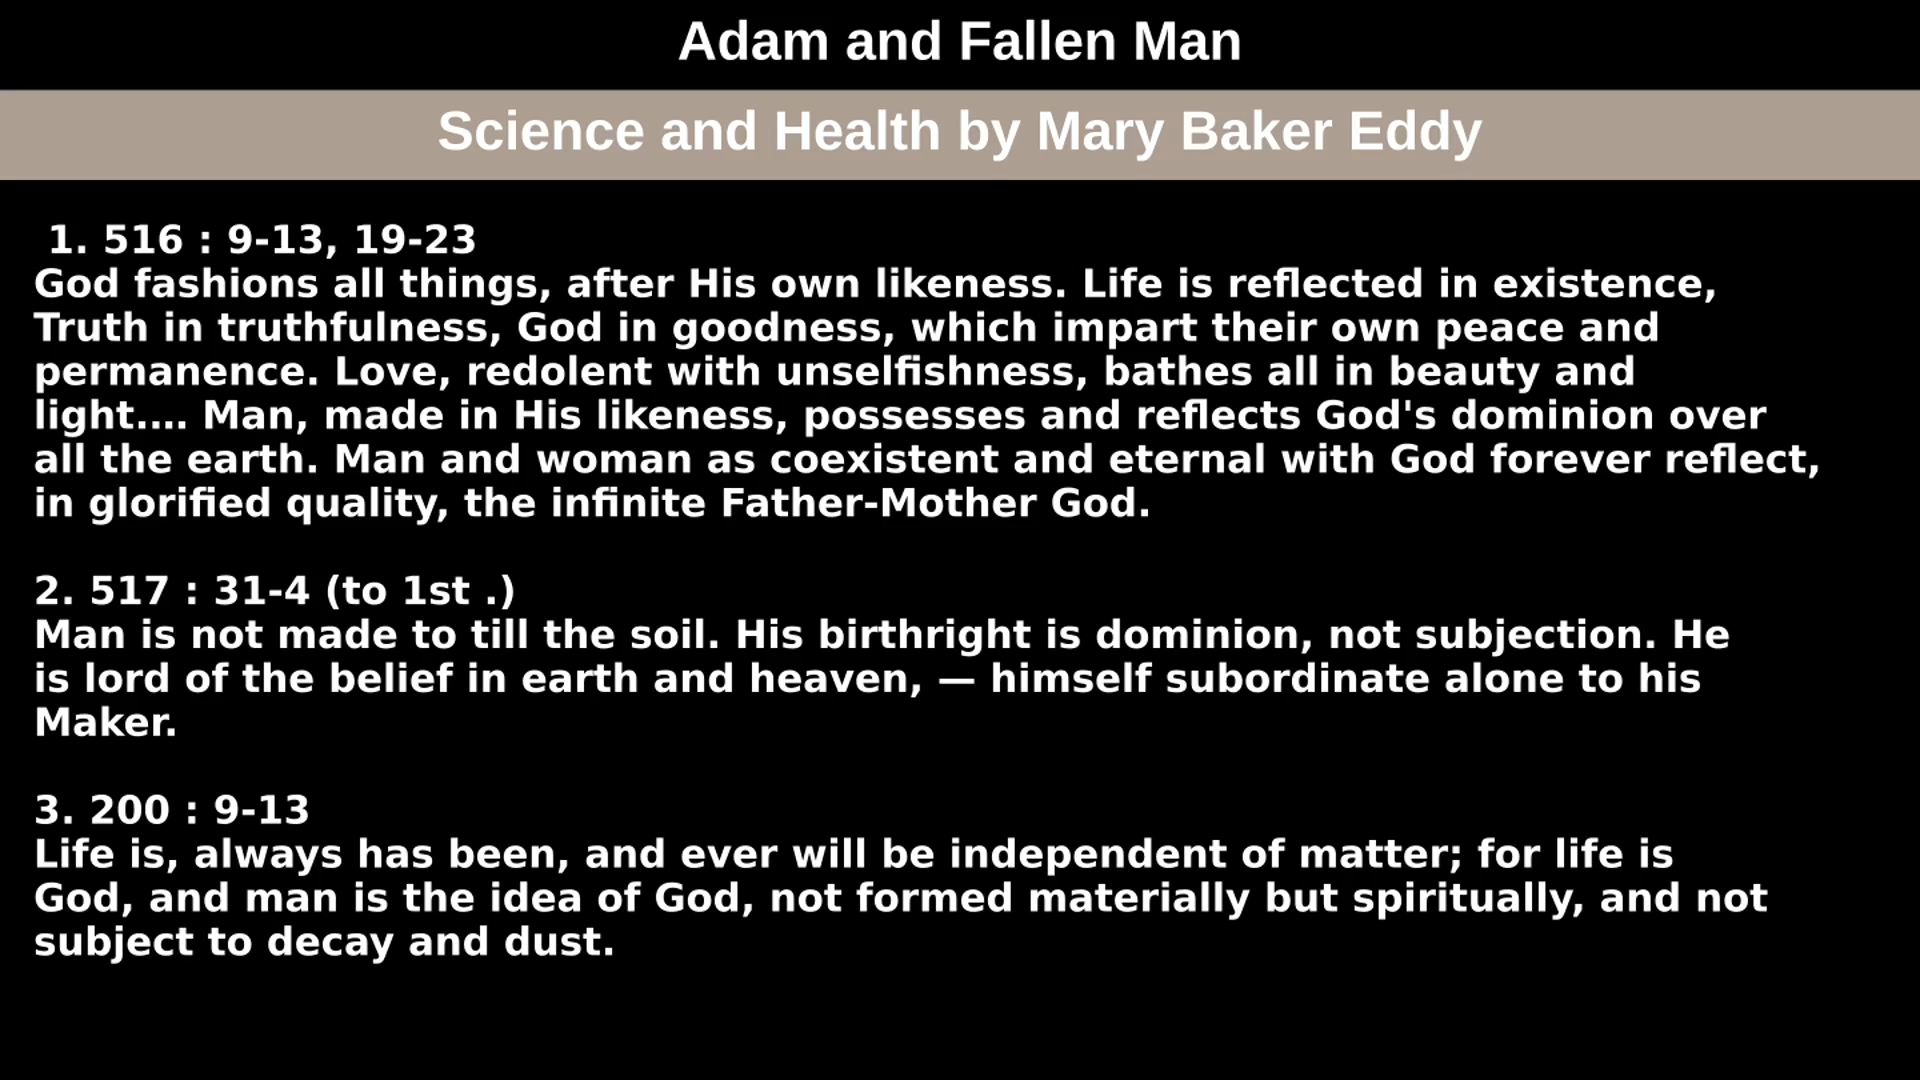 Adam and Fallen Man
Science and Health by Mary Baker Eddy
1. 516 : 9-13, 19-23
God fashions all things, after His own likeness. Life is reflected in existence,
Truth in truthfulness, God in goodness, which impart their own peace and
permanence. Love, redolent with unselfishness, bathes all in beauty and
light.... Man, made in His likeness, possesses and reflects God's dominion over
all the earth. Man and woman as coexistent and eternal with God forever reflect,
in glorified quality, the infinite Father-Mother God.
2. 517 : 31-4 (to 1st .)
Man is not made to till the soil. His birthright is dominion, not subjection. He
is lord of the belief in earth and heaven, — himself subordinate alone to his
Maker.
3. 200 : 9-13
Life is, always has been, and ever will be independent of matter; for life is
God, and man is the idea of God, not formed materially but spiritually, and not
subject to decay and dust.